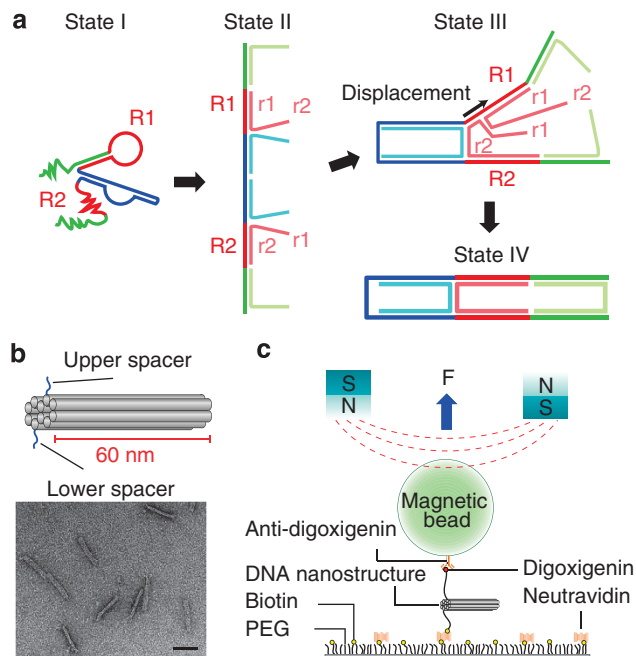 a
State I
State II
State III
R1
R2
R1
r1
r2
R2
r2
r1
Displacement
R1
r1
r2
r1
r2
R2
State IV
b
Upper spacer
60 nm
Lower spacer
c
S
N
F
N
S
Magnetic
bead
Anti-digoxigenin
DNA nanostructure
Biotin
PEG
Digoxigenin
Neutravidin